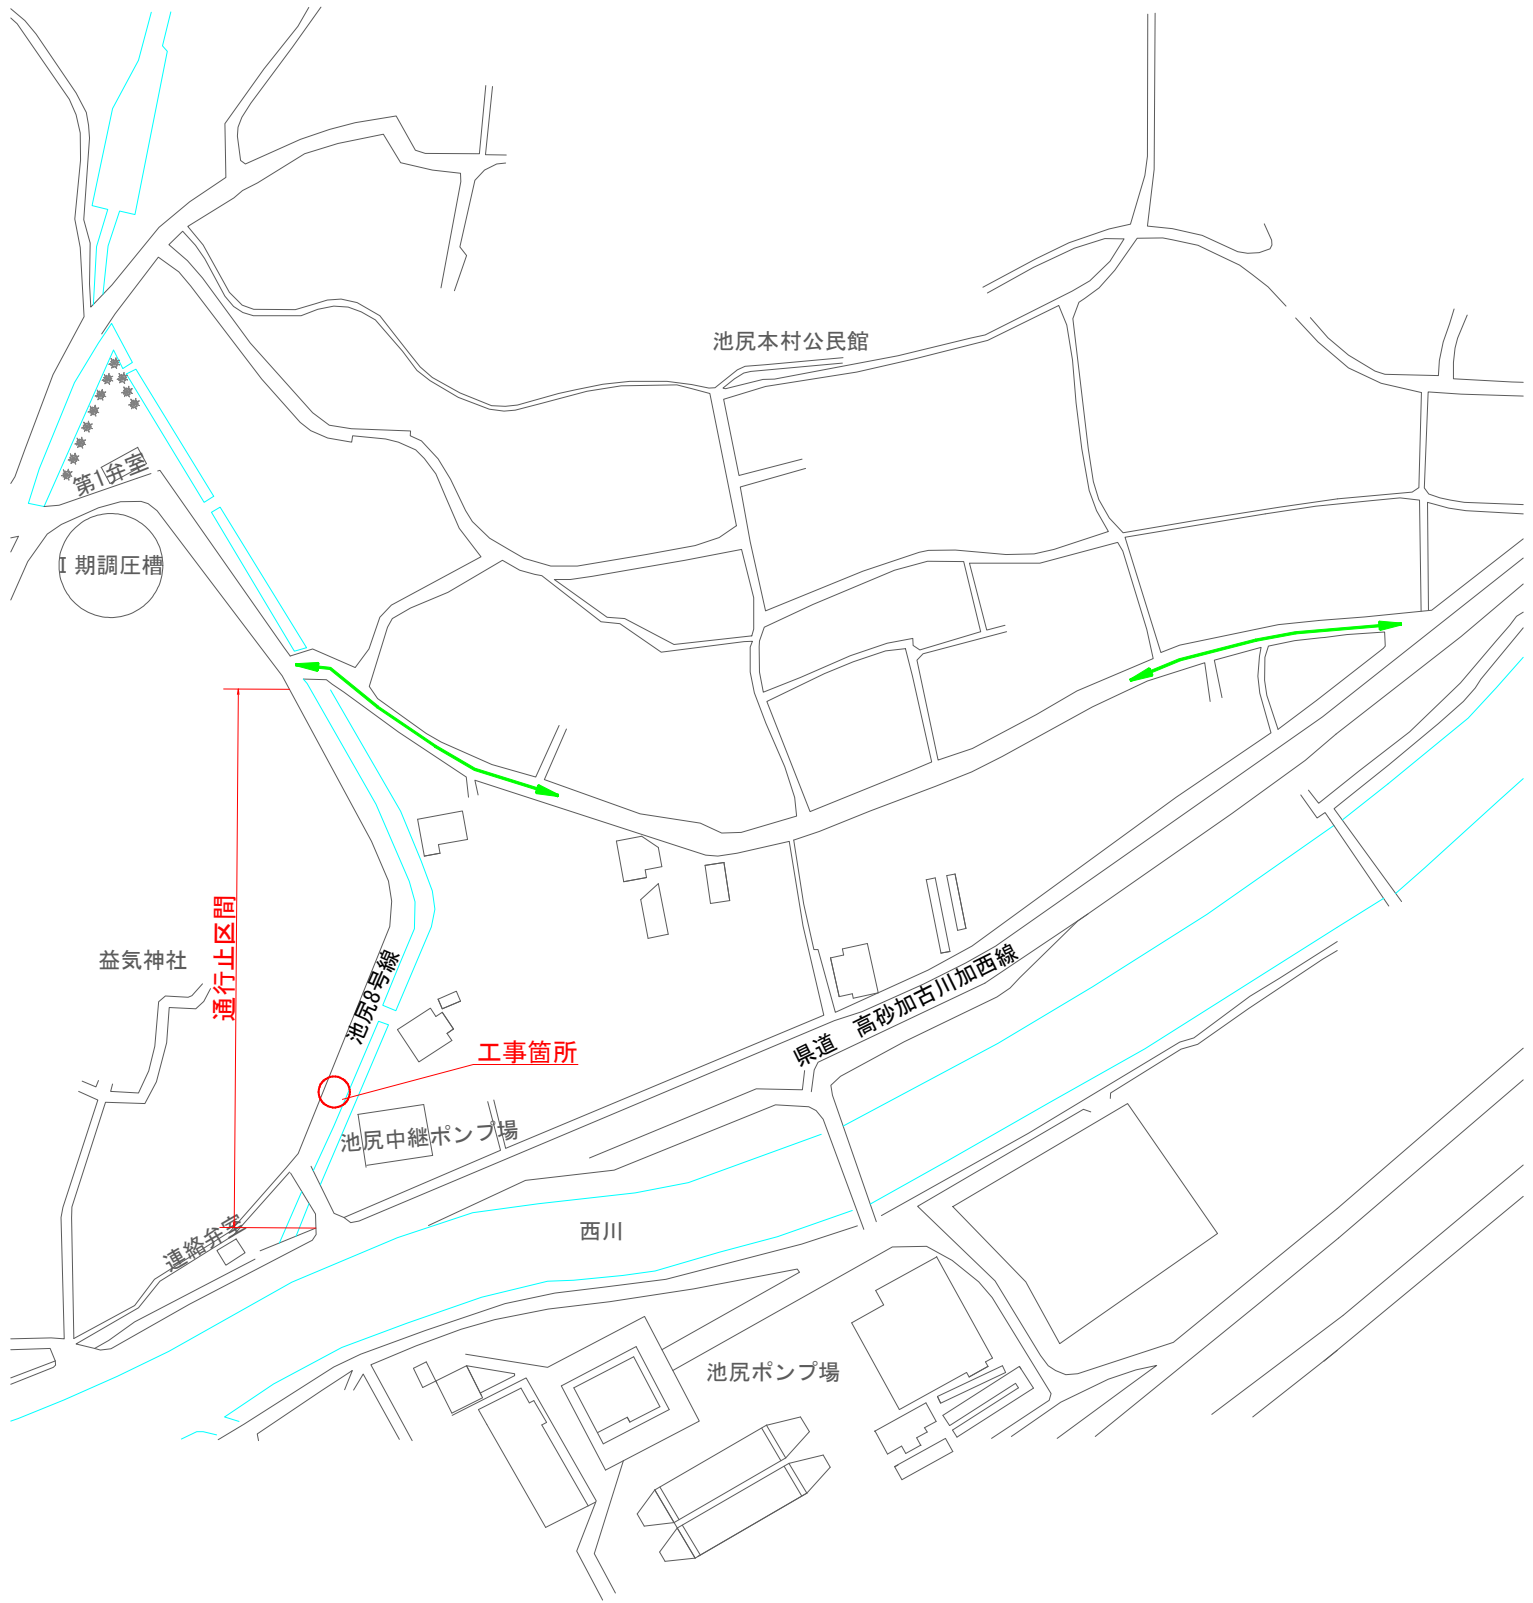 池尻本村公民館
第1弁室
Ⅰ期調圧槽
通行止区間
益気神社
池尻8号線
県道　高砂加古川加西線
工事箇所
池尻中継ポンプ場
西川
連絡弁室
池尻ポンプ場